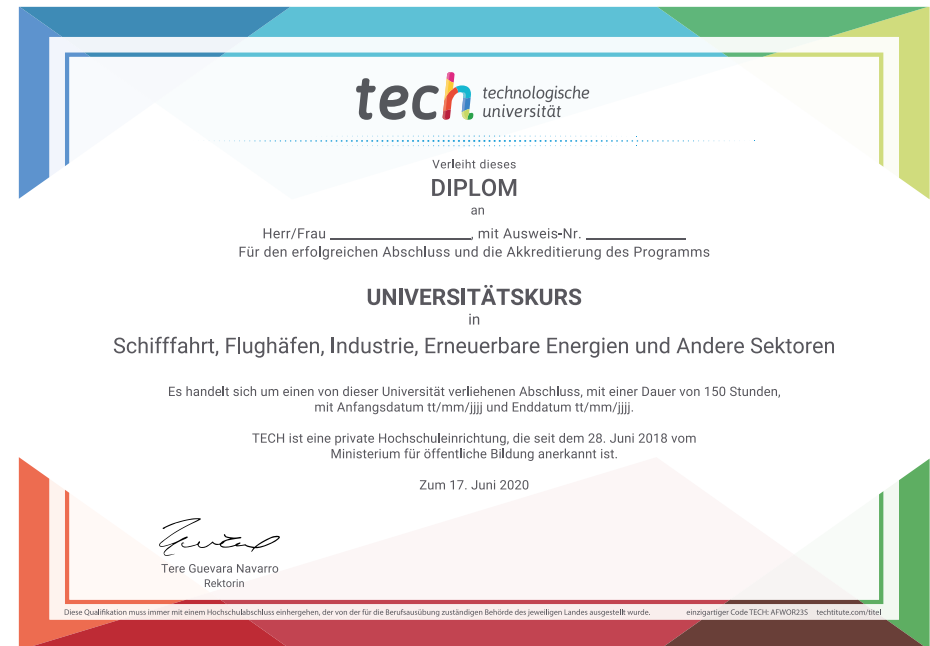 tech technologische
universität
Verleiht dieses
DIPLOM
an
Herr/Frau ____________________, mit Ausweis-Nr. ______________
Für den erfolgreichen Abschluss und die Akkreditierung des Programms
UNIVERSITÄTSKURS
in
Schifffahrt, Flughäfen, Industrie, Erneuerbare Energien und Andere Sektoren
Es handelt sich um einen von dieser Universität verliehenen Abschluss, mit einer Dauer von 150 Stunden,
mit Anfangsdatum tt/mm/jjjj und Enddatum tt/mm/jjjj.
TECH ist eine private Hochschuleinrichtung, die seit dem 28. Juni 2018 vom
Ministerium für öffentliche Bildung anerkannt ist.
Zum 17. Juni 2020
Tere Guevara Navarro
Rektorin
Diese Qualifikation muss immer mit einem Hochschulabschluss einhergehen, der von der für die Berufsausübung zuständigen Behörde des jeweiligen Landes ausgestellt wurde. einzigartiger Code TECH: AFWOR23S techtitute.com/titel